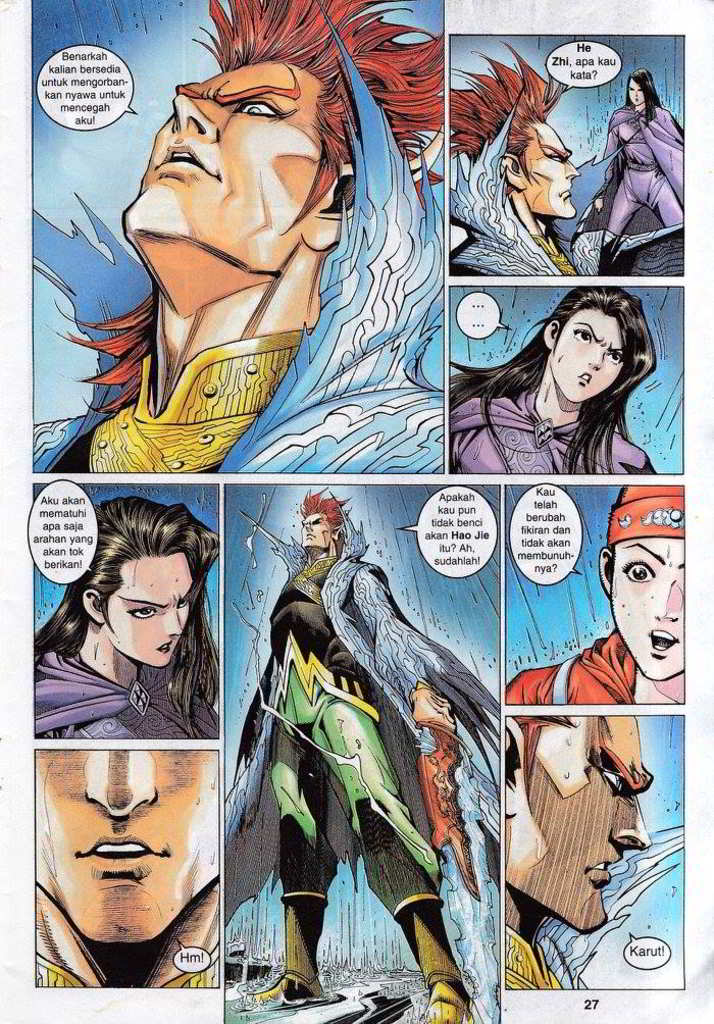 Benarkah
kalian bersedia
untuk mengorban-
kan nyawa untuk
mencegah
aku!
He
Zhi, apa kau
kata?
...
...
Aku akan
mematuhi
apa saja
arahan yang
akan tok
berikan!
Hm!
Apakah
kau pun
tidak benci
akan Hao Jie
itu? Ah,
sudahlah!
Kau
telah
berubah
fikiran dan
tidak akan
membunuh-
nya?
Karut!
27